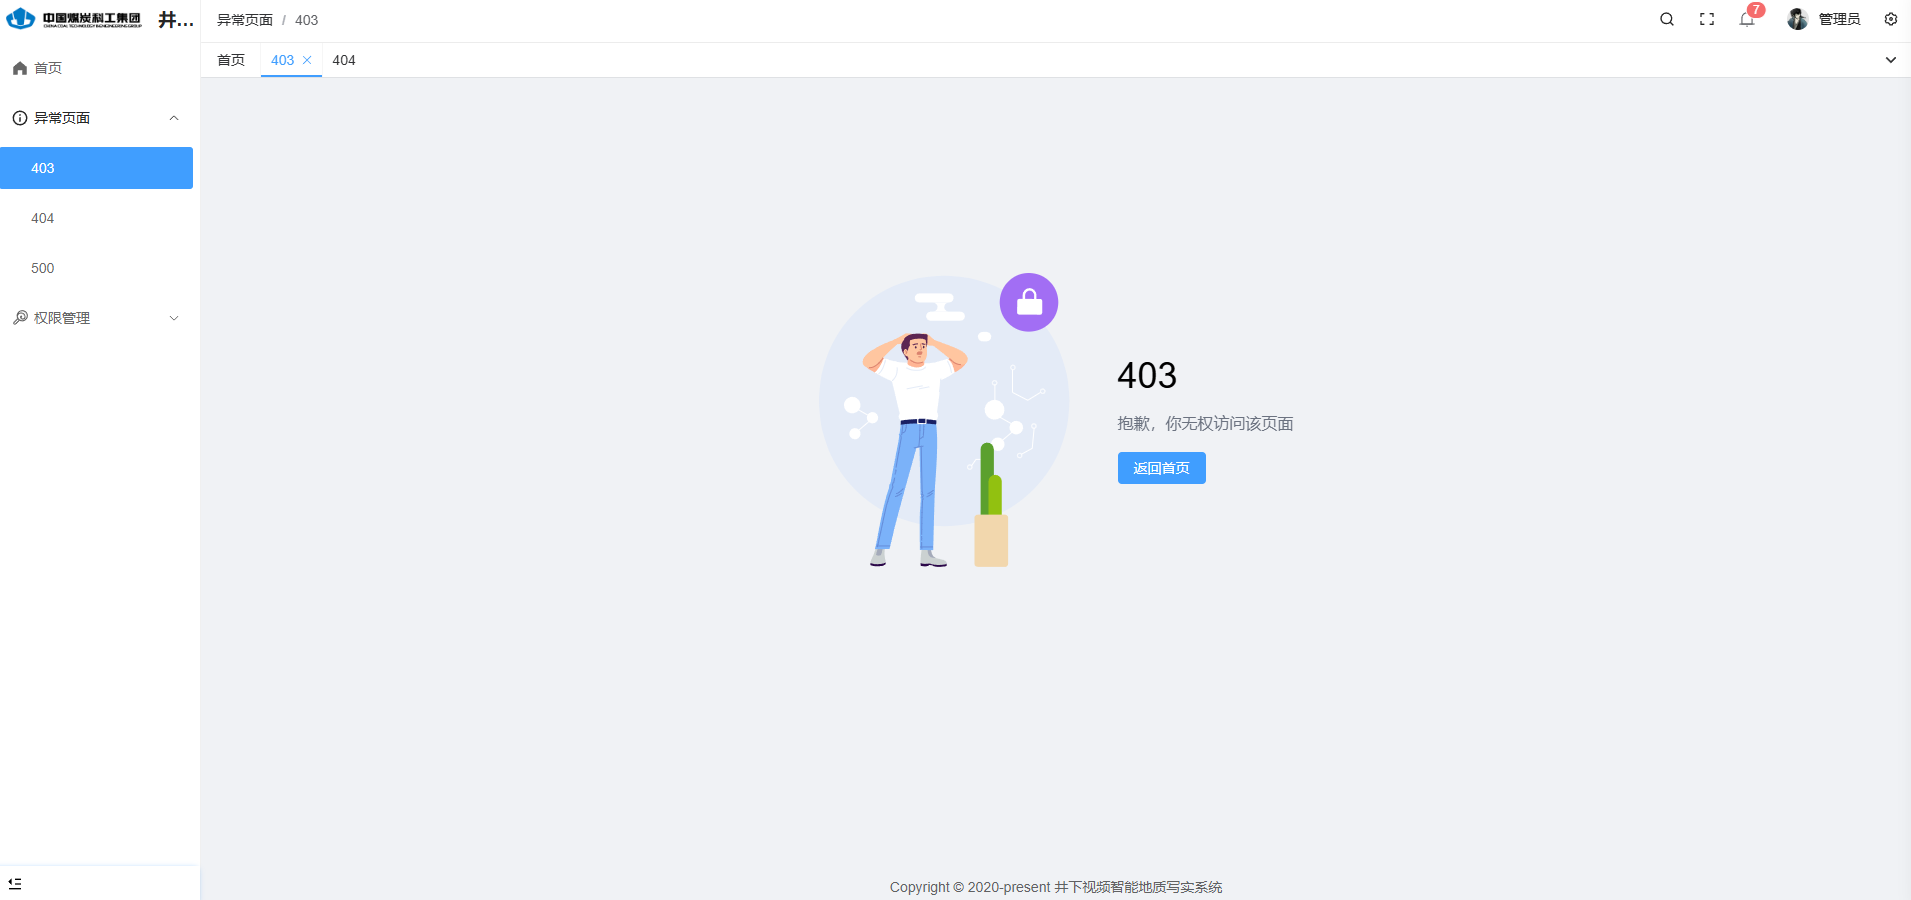 中国煤炭科工集团
CHINA COAL TECHNOLOGY & ENGINEERING GROUP
井...
异常页面 / 403
7
管理员
首页
403
404
首页
异常页面
403
404
500
权限管理
403
抱歉，你无权访问该页面
返回首页
Copyright © 2020-present 井下视频智能地质写实系统